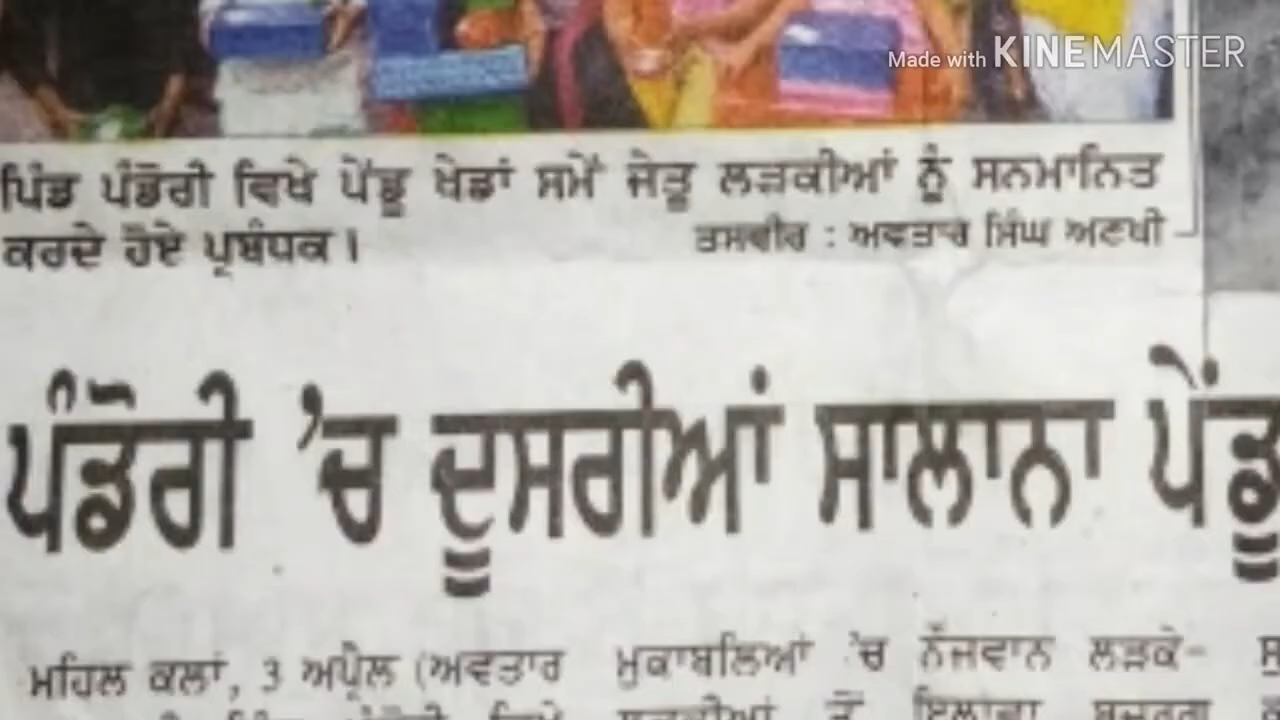 Made with KINEMASTER
ਪਿੰਡ ਪੰਡੋਰੀ ਵਿਖੇ ਪੇਂਡੂ ਖੇਡਾਂ ਸਮੇਂ ਜੇਤੂ ਲੜਕੀਆਂ ਨੂੰ ਸਨਮਾਨਿਤ
ਕਰਦੇ ਹੋਏ ਪ੍ਰਬੰਧਕ।
ਤਸਵੀਰ : ਅਵਤਾਰ ਸਿੰਘ ਅਣਖੀ
ਪੰਡੋਰੀ 'ਚ ਦੂਸਰੀਆਂ ਸਾਲਾਨਾ ਪੇਂਡੂ
ਮਹਿਲ ਕਲਾਂ, 3 ਅਪ੍ਰੈਲ (ਅਵਤਾਰ
ਮੁਕਾਬਲਿਆਂ 'ਚ ਨੌਜਵਾਨ ਲੜਕੇ-